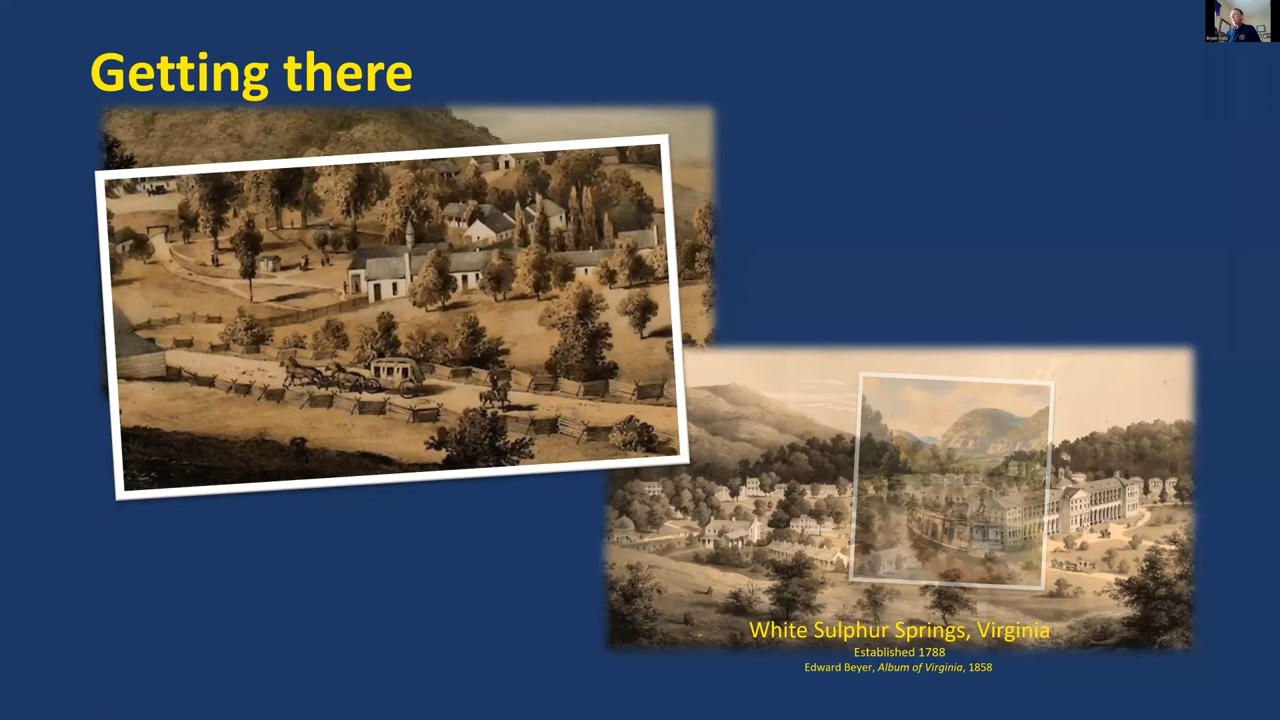 Getting there
White Sulphur Springs, Virginia
Established 1788
Edward Beyer, Album of Virginia, 1858